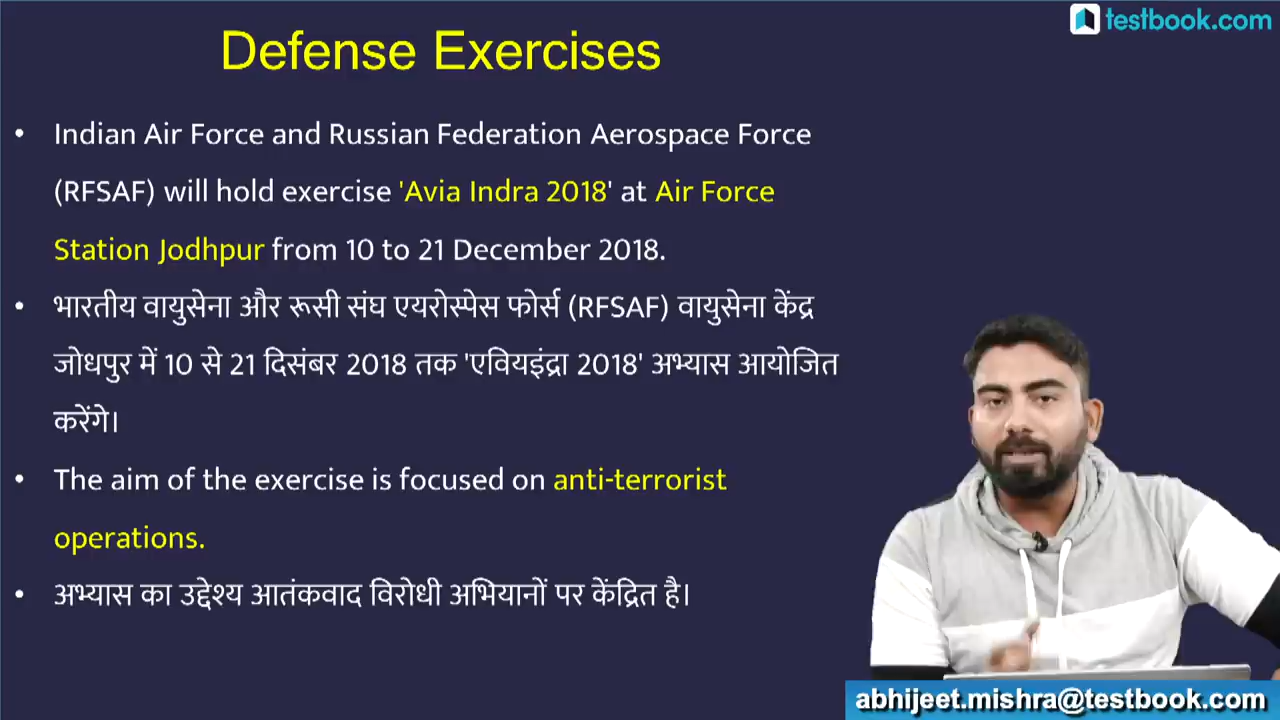 testbook.com
Defense Exercises
• Indian Air Force and Russian Federation Aerospace Force
(RFSAF) will hold exercise 'Avia Indra 2018' at Air Force
Station Jodhpur from 10 to 21 December 2018.
• भारतीय वायुसेना और रूसी संघ एयरोस्पेस फोर्स (RFSAF) वायुसेना केंद्र
जोधपुर में 10 से 21 दिसंबर 2018 तक 'एवियइंद्रा 2018' अभ्यास आयोजित
करेंगे।
• The aim of the exercise is focused on anti-terrorist
operations.
• अभ्यास का उद्देश्य आतंकवाद विरोधी अभियानों पर केंद्रित है।
abhijeet.mishra@testbook.com